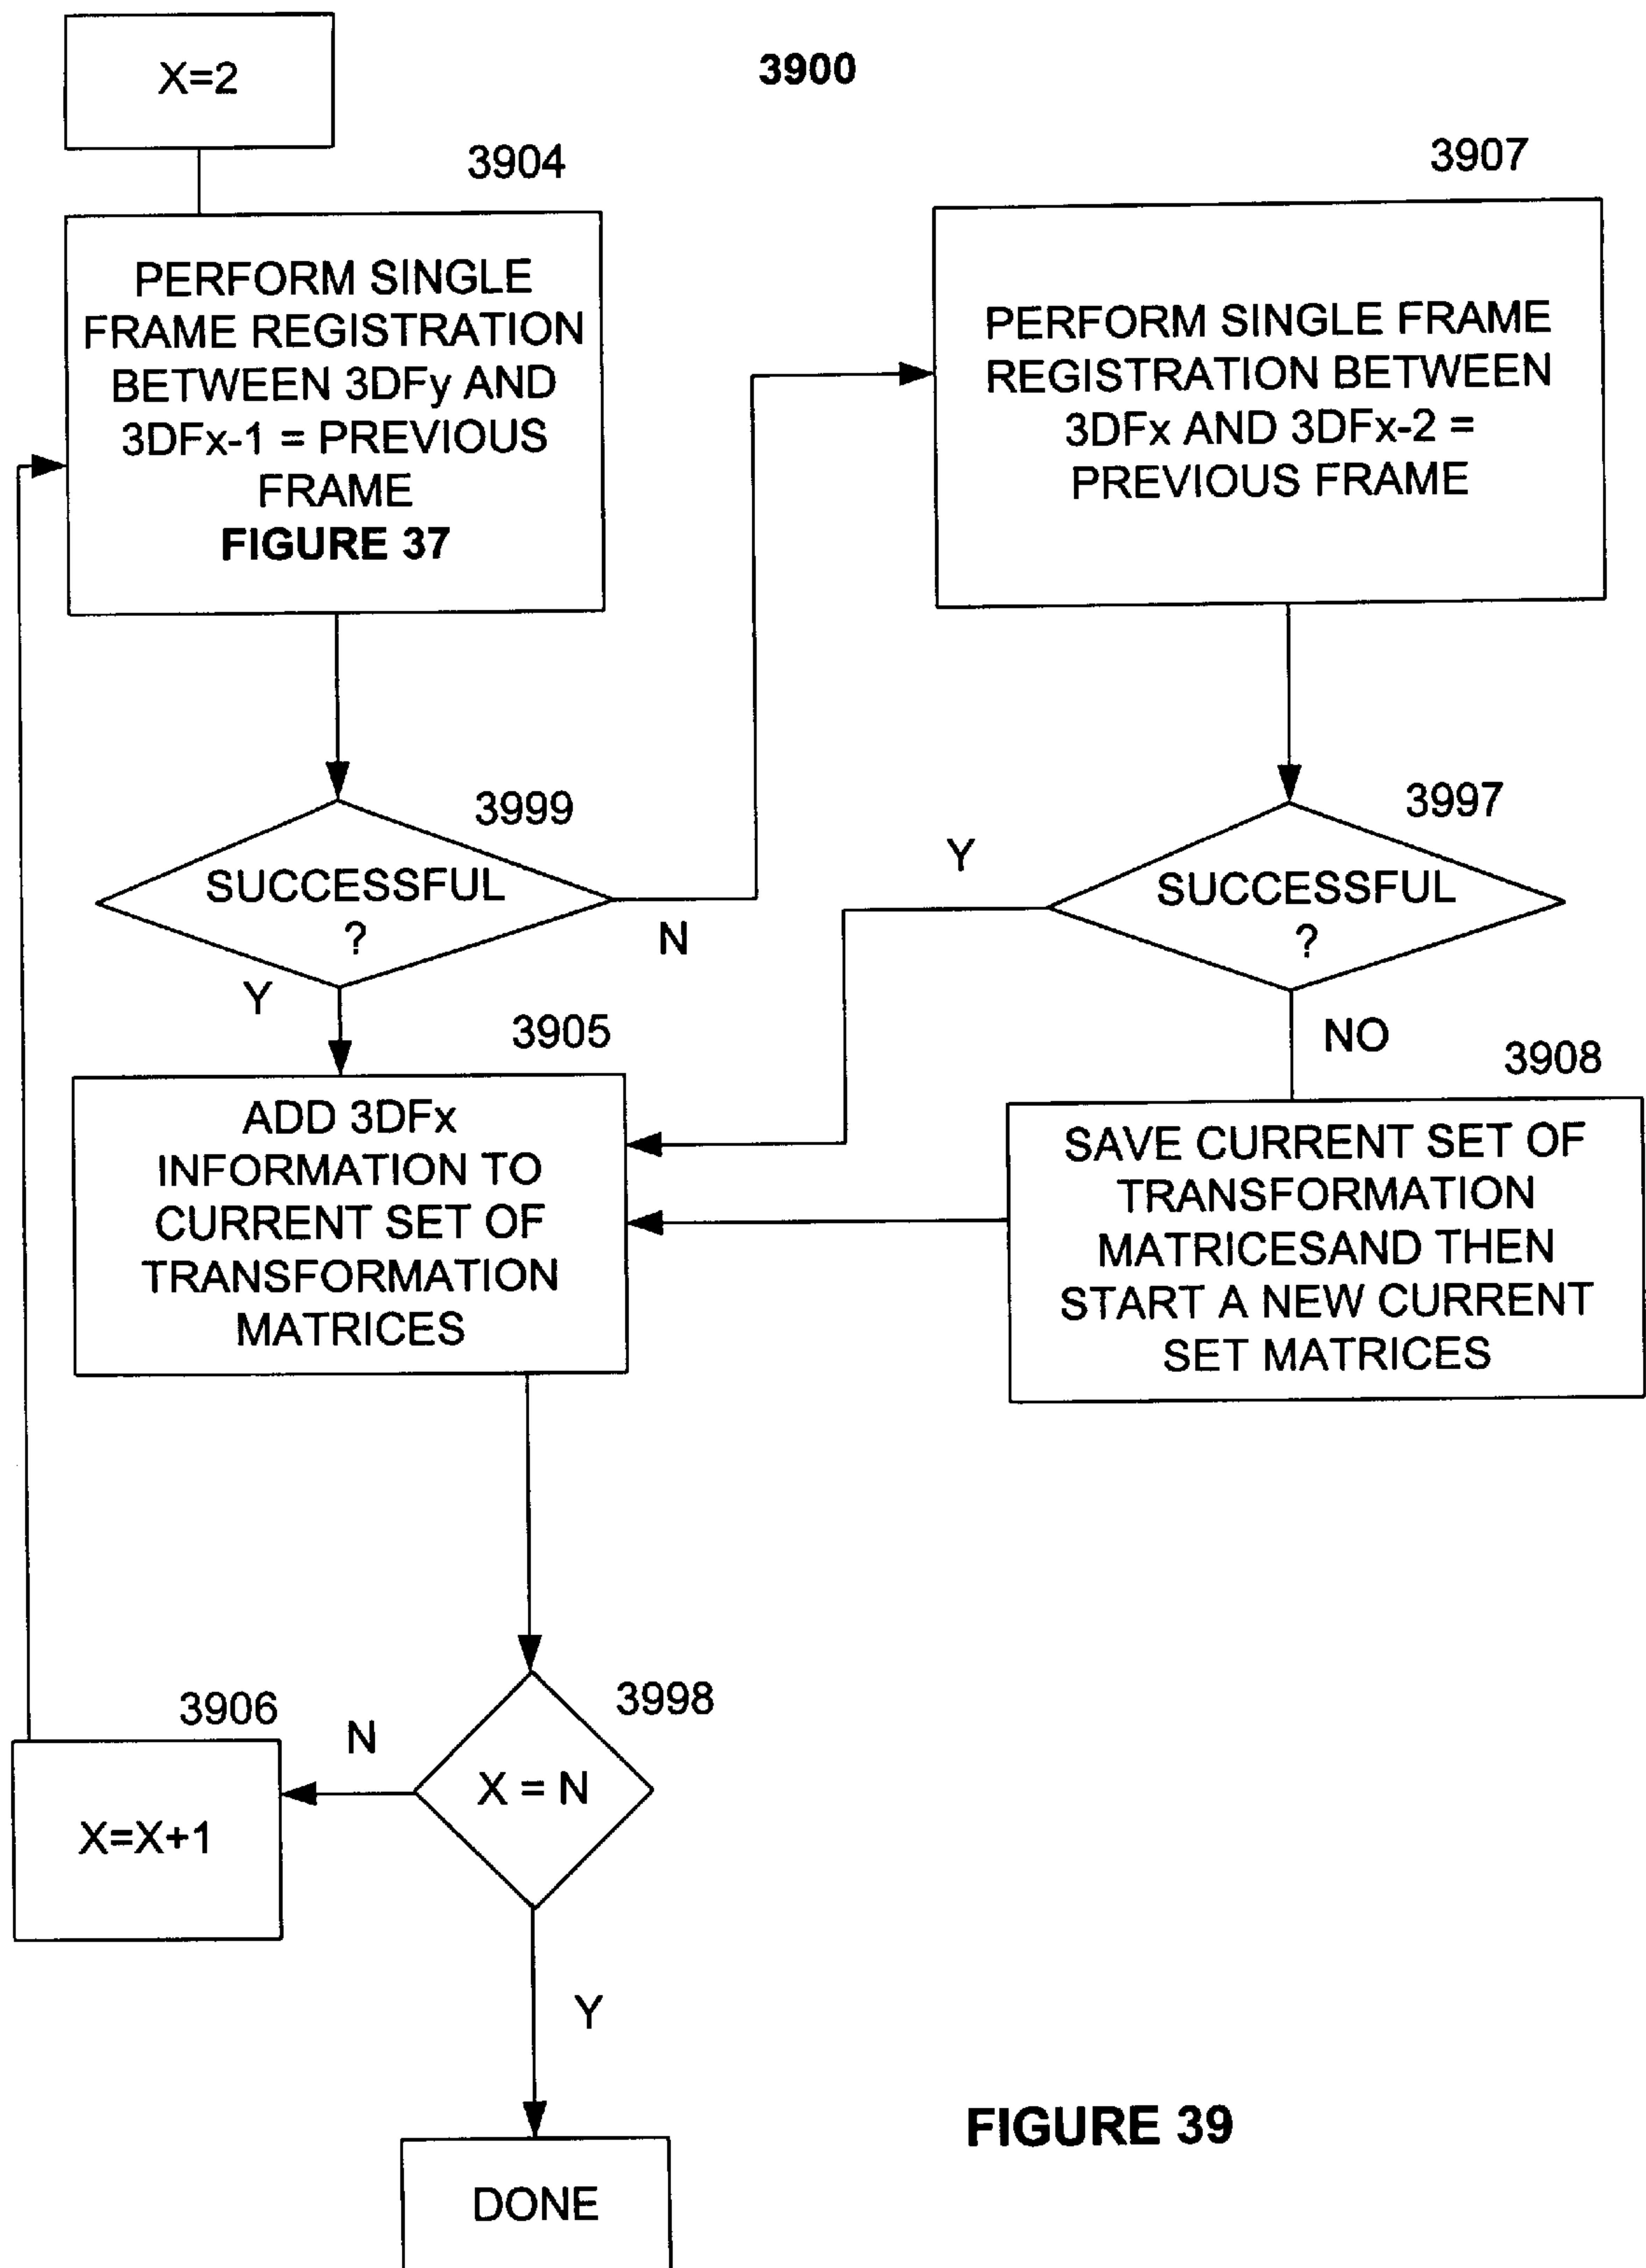 X=2
3900
3904
PERFORM SINGLE
FRAME REGISTRATION
BETWEEN 3DFy AND
3DFx-1 = PREVIOUS
FRAME
FIGURE 37
3907
PERFORM SINGLE FRAME
REGISTRATION BETWEEN
3DFx AND 3DFx-2 =
PREVIOUS FRAME
3999
SUCCESSFUL
?
N
Y
3997
SUCCESSFUL
?
Y
NO
3905
ADD 3DFx
INFORMATION TO
CURRENT SET OF
TRANSFORMATION
MATRICES
3908
SAVE CURRENT SET OF
TRANSFORMATION
MATRICESAND THEN
START A NEW CURRENT
SET MATRICES
3998
X = N
N
3906
X=X+1
Y
DONE
FIGURE 39